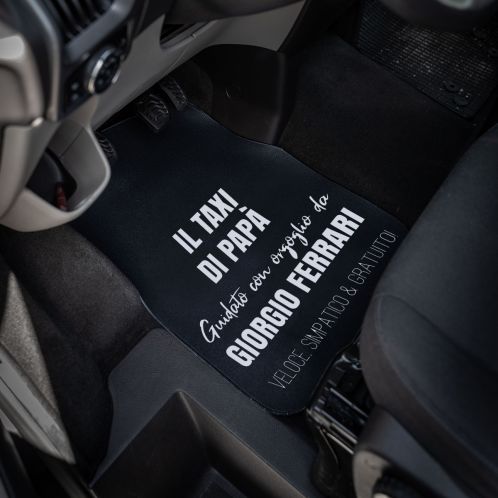 IL TAXI
DI PAPÀ
Guidato con orgoglio da
GIORGIO FERRARI
VELOCE, SIMPATICO & GRATUITO!